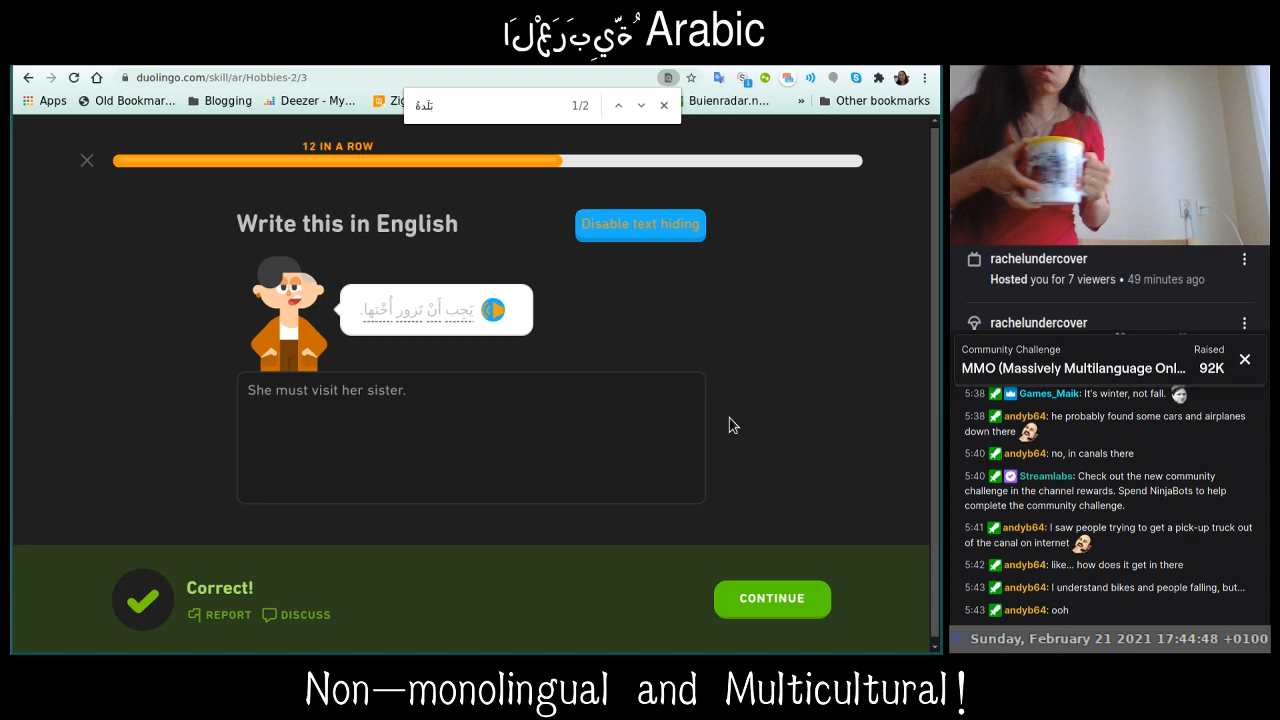 اَلْعَرَبِيَّةُ Arabic
duolingo.com/skill/ar/Hobbies-2/3
Apps
Old Bookmar...
Blogging
Deezer - My...
Buienradar.n...
»
Other bookmarks
بَلَدهُ
1/2
12 IN A ROW
Write this in English
Disable text hiding
يَجِب أَنْ تَزور أُخْتها.
She must visit her sister.
Correct!
REPORT
DISCUSS
CONTINUE
rachelundercover
Hosted you for 7 viewers • 49 minutes ago
rachelundercover
Community Challenge
Raised
MMO (Massively Multilanguage Onl...
92K
5:38 Games_Maik: It's winter, not fall.
5:38 andyb64: he probably found some cars and airplanes
down there
5:40 andyb64: no, in canals there
5:40 Streamlabs: Check out the new community
challenge in the channel rewards. Spend NinjaBots to help
complete the community challenge.
5:41 andyb64: I saw people trying to get a pick-up truck out
of the canal on internet
5:42 andyb64: like... how does it get in there
5:43 andyb64: I understand bikes and people falling, but...
5:43 andyb64: ooh
Sunday, February 21 2021 17:44:48 +0100
Non-monolingual and Multicultural!